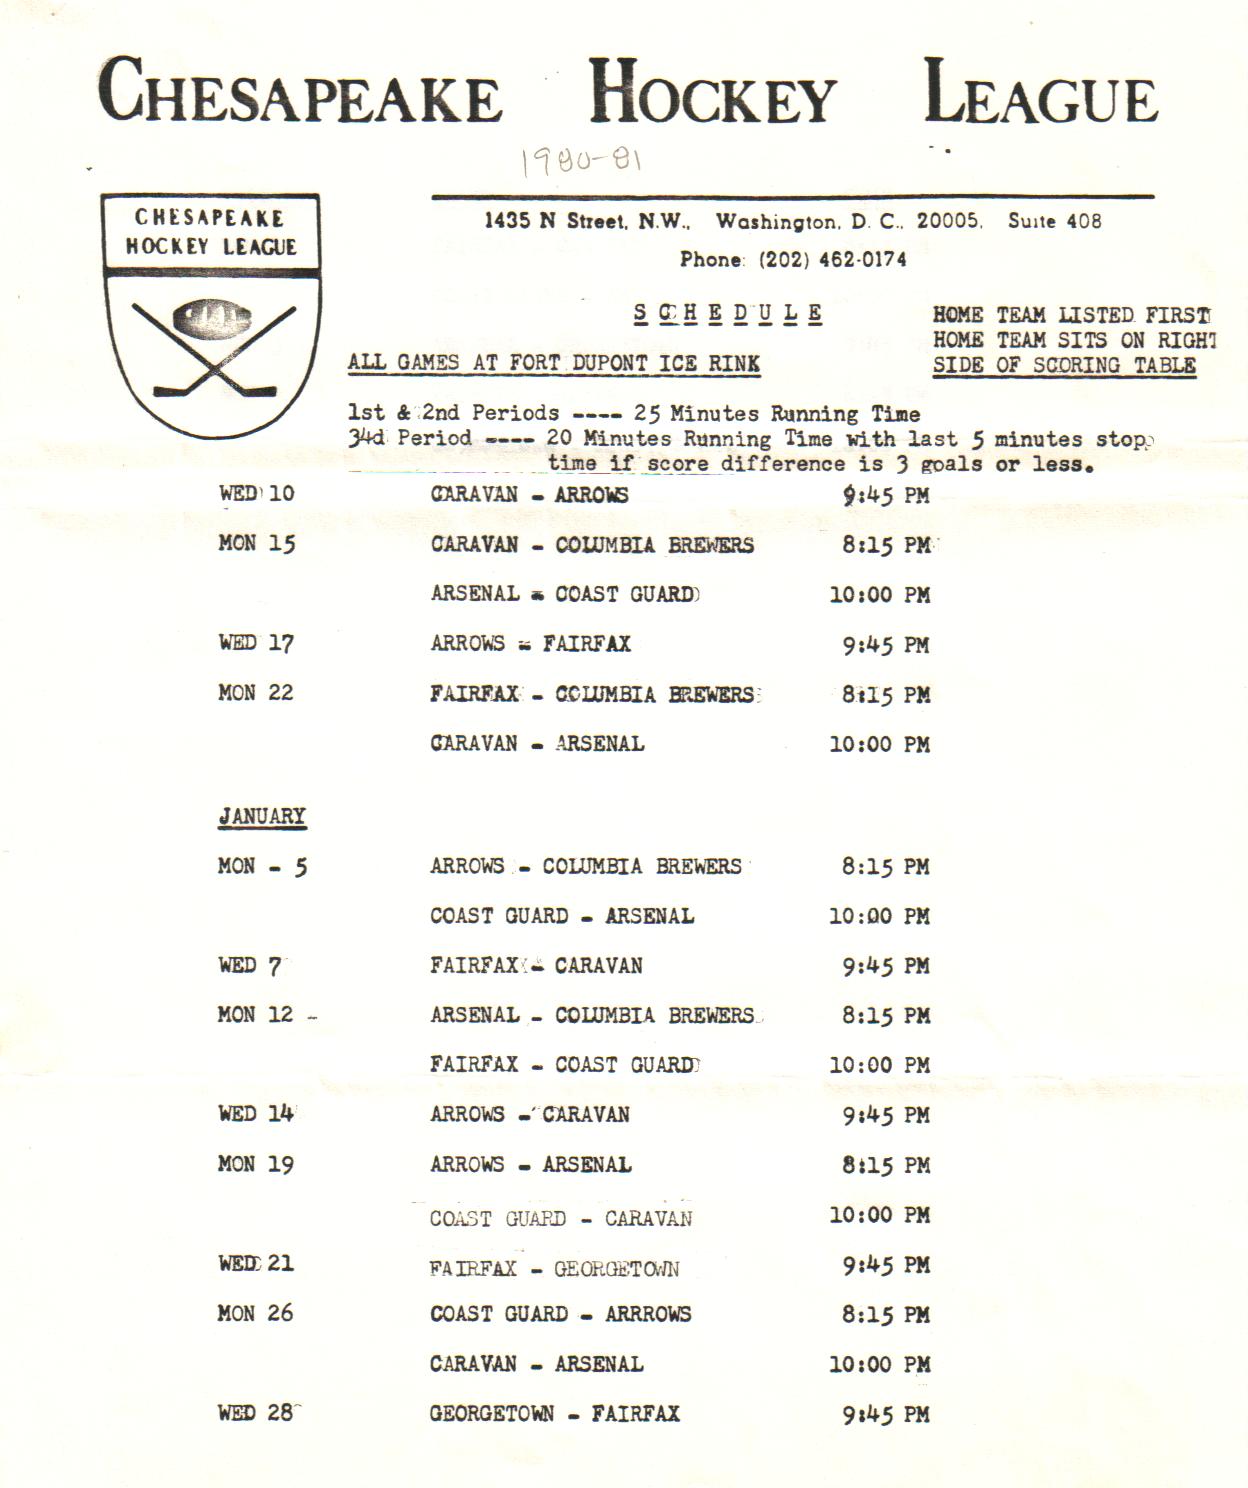 CHESAPEAKE HOCKEY LEAGUE
1980-81
CHESAPEAKE
HOCKEY LEAGUE
CHL
1435 N Street, N.W., Washington, D. C., 20005, Suite 408
Phone: (202) 462-0174
SCHEDULE
HOME TEAM LISTED FIRST
HOME TEAM SITS ON RIGHT
SIDE OF SCORING TABLE
ALL GAMES AT FORT DUPONT ICE RINK
1st & 2nd Periods ---- 25 Minutes Running Time
3rd Period ---- 20 Minutes Running Time with last 5 minutes stop
time if score difference is 3 goals or less.
WED 10 CARAVAN - ARROWS 9:45 PM
MON 15 CARAVAN - COLUMBIA BREWERS 8:15 PM
ARSENAL - COAST GUARD 10:00 PM
WED 17 ARROWS - FAIRFAX 9:45 PM
MON 22 FAIRFAX - COLUMBIA BREWERS 8:15 PM
CARAVAN - ARSENAL 10:00 PM
JANUARY
MON - 5 ARROWS - COLUMBIA BREWERS 8:15 PM
COAST GUARD - ARSENAL 10:00 PM
WED 7 FAIRFAX - CARAVAN 9:45 PM
MON 12 - ARSENAL - COLUMBIA BREWERS 8:15 PM
FAIRFAX - COAST GUARD 10:00 PM
WED 14 ARROWS - CARAVAN 9:45 PM
MON 19 ARROWS - ARSENAL 8:15 PM
COAST GUARD - CARAVAN 10:00 PM
WED 21 FAIRFAX - GEORGETOWN 9:45 PM
MON 26 COAST GUARD - ARRROWS 8:15 PM
CARAVAN - ARSENAL 10:00 PM
WED 28 GEORGETOWN - FAIRFAX 9:45 PM